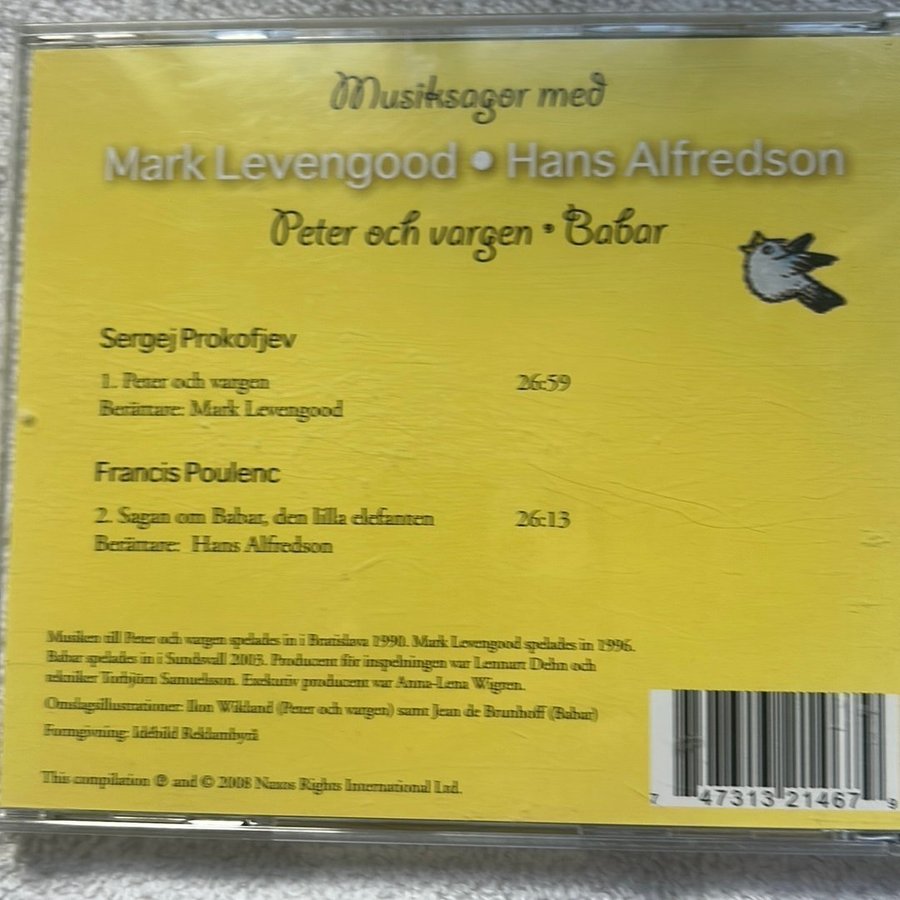 Musiksagor med
Mark Levengood • Hans Alfredson
Peter och vargen • Babar
Sergej Prokofjev
1. Peter och vargen 26:59
Berättare: Mark Levengood
Francis Poulenc
2. Sagan om Babar, den lilla elefanten 26:13
Berättare: Hans Alfredson
Musiken till Peter och vargen spelades in i Bratislava 1990. Mark Levengood spelades in 1996.
Babar spelades in i Sundsvall 2003. Producent för inspelningen var Lennart Dehn och
tekniker Torbjörn Samuelsson. Exekutiv producent var Anna-Lena Wigren.
Omslagsillustrationer: Ilon Wikland (Peter och vargen) samt Jean de Brunhoff (Babar)
Formgivning: Idébild Reklambyrå
This compilation ℗ and © 2008 Naxos Rights International Ltd.
7 47313 21467 9